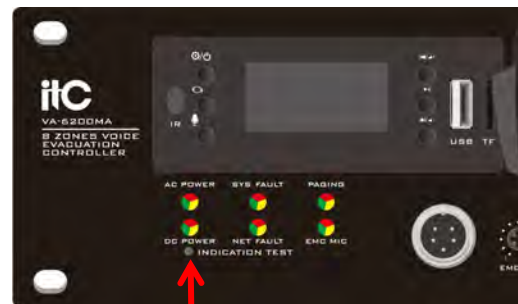 itC
VA-6200MA
8 ZONES VOICE
EVACUATION
CONTROLLER
IR
USB
TF
AC POWER
SYS FAULT
PAGING
DC POWER
NET FAULT
EMC MIC
INDICATION TEST
EMC